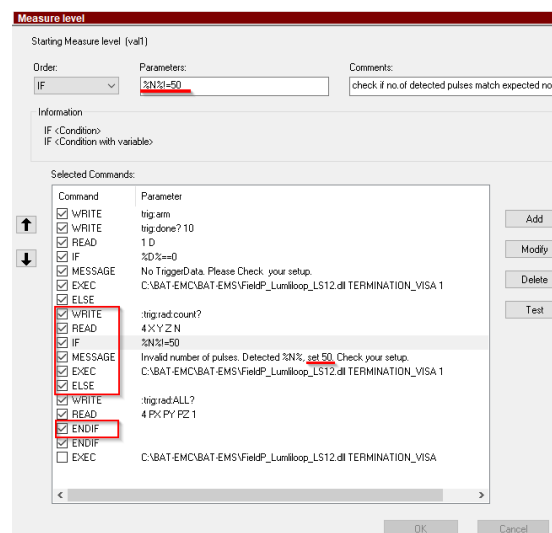 Measure level
Starting Measure level (val1)
Order: Parameters: Comments:
IF %N%!=50 check if no.of detected pulses match expected no
Information
IF <Condition>
IF <Condition with variable>
Selected Commands:
Command Parameter
WRITE trig:arm
WRITE trig:done? 10
READ 1 D
IF %D%==0
MESSAGE No TriggerData. Please Check your setup.
EXEC C:\BAT-EMC\BAT-EMS\FieldP_Lumiloop_LS12.dll TERMINATION_VISA 1
ELSE
WRITE :trig:rad:count?
READ 4 X Y Z N
IF %N%!=50
MESSAGE Invalid number of pulses. Detected %N%, set 50, Check your setup.
EXEC C:\BAT-EMC\BAT-EMS\FieldP_Lumiloop_LS12.dll TERMINATION_VISA 1
ELSE
WRITE :trig:rad:ALL?
READ 4 PX PY PZ 1
ENDIF
ENDIF
EXEC C:\BAT-EMC\BAT-EMS\FieldP_Lumiloop_LS12.dll TERMINATION_VISA
Add
Modify
Delete
Test
OK Cancel